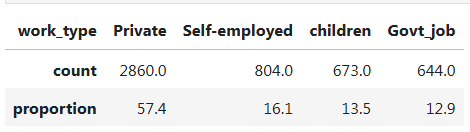 work_type Private Self-employed children Govt_job
count 2860.0 804.0 673.0 644.0
proportion 57.4 16.1 13.5 12.9